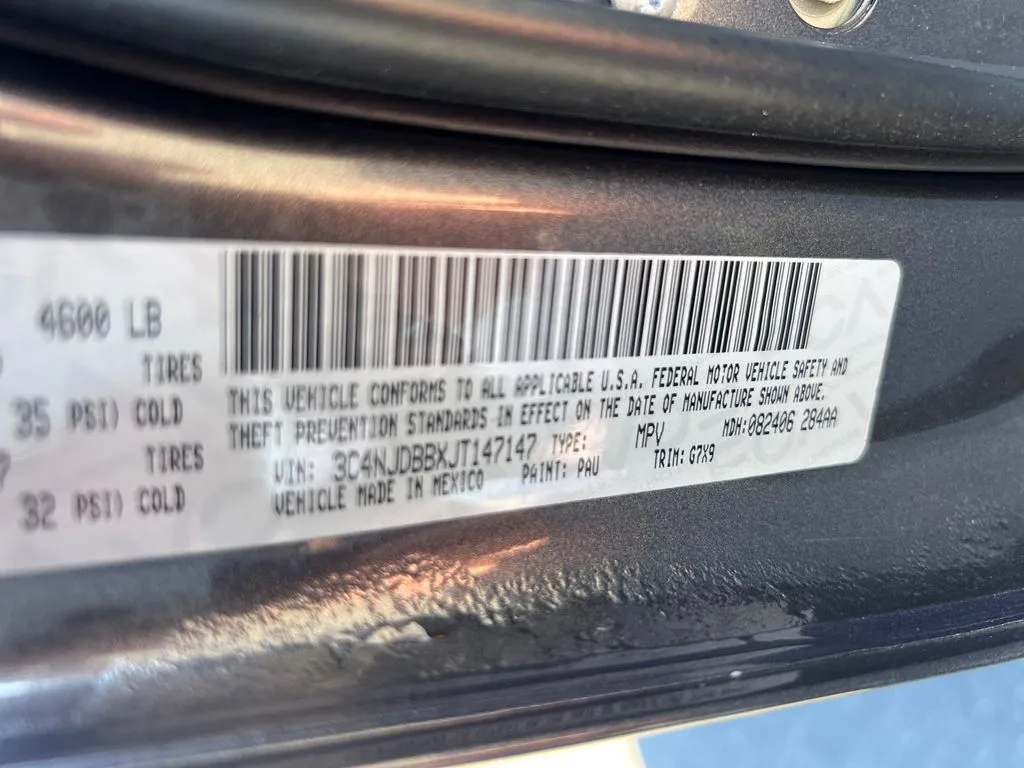 4600 LB
TIRES
35 PSI) COLD
TIRES
32 PSI) COLD
THIS VEHICLE CONFORMS TO ALL APPLICABLE U.S.A. FEDERAL MOTOR VEHICLE SAFETY AND
THEFT PREVENTION STANDARDS IN EFFECT ON THE DATE OF MANUFACTURE SHOWN ABOVE.
VIN: 3C4NJDBBXJT147147 TYPE: MPV MDH:082406 284AA
VEHICLE MADE IN MEXICO PAINT: PAU TRIM: G7X9